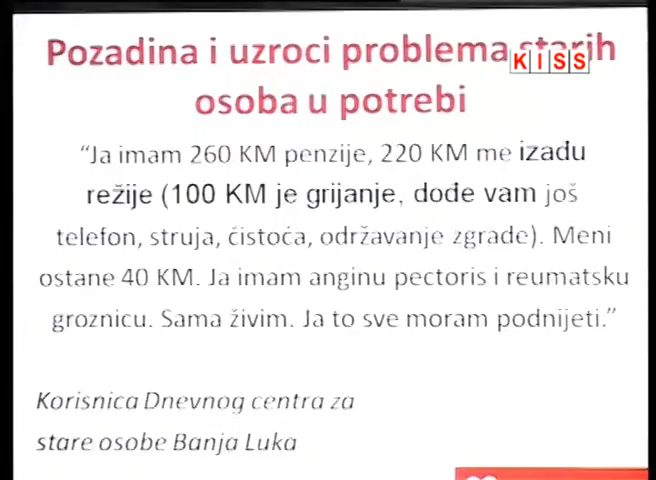 Pozadina i uzroci problema starih
KISS
osoba u potrebi
“Ja imam 260 KM penzije, 220 KM me izađu
režije (100 KM je grijanje, dođe vam još
telefon, struja, čistoća, održavanje zgrade). Meni
ostane 40 KM. Ja imam anginu pectoris i reumatsku
groznicu. Sama živim. Ja to sve moram podnijeti.”
Korisnica Dnevnog centra za
stare osobe Banja Luka